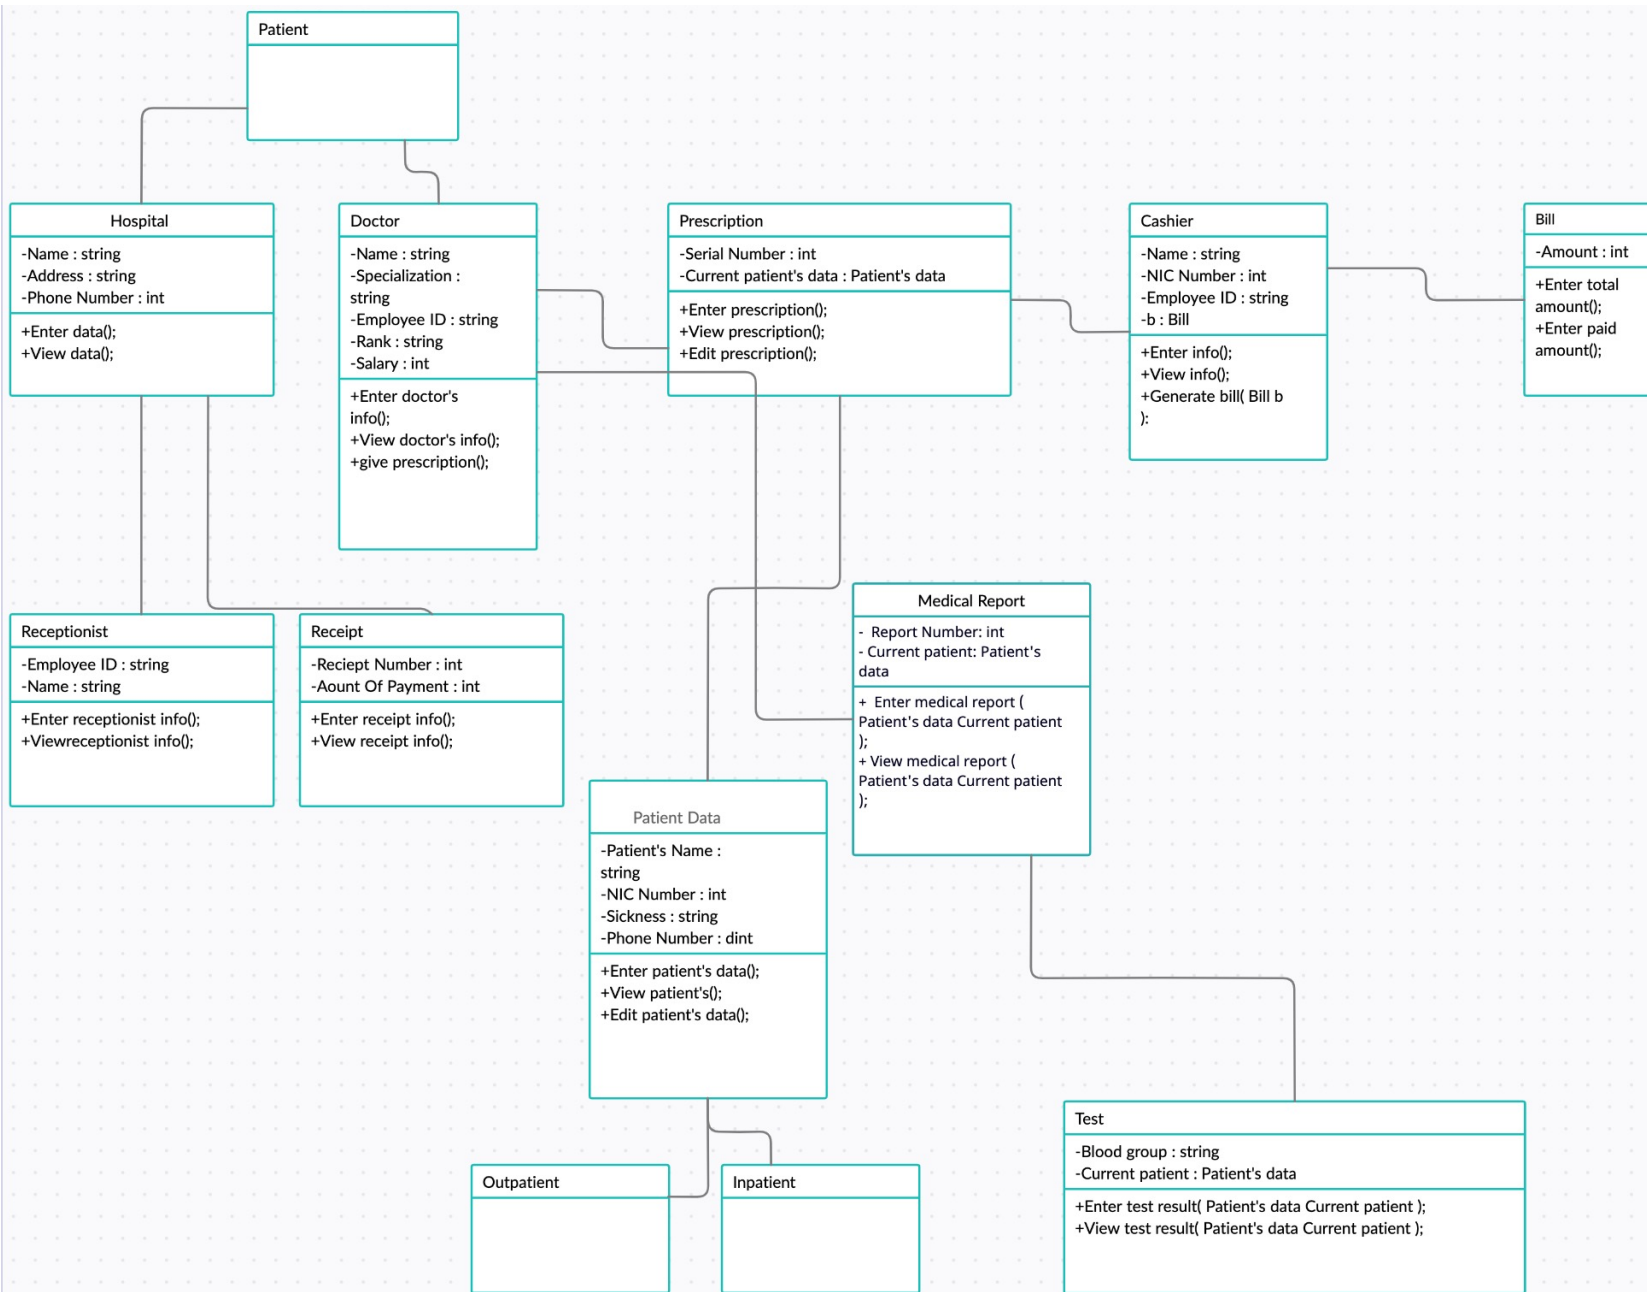 Patient
Hospital
-Name : string
-Address : string
-Phone Number : int
+Enter data();
+View data();
Doctor
-Name : string
-Specialization :
string
-Employee ID : string
-Rank : string
-Salary : int
+Enter doctor's
info();
+View doctor's info();
+give prescription();
Prescription
-Serial Number : int
-Current patient's data : Patient's data
+Enter prescription();
+View prescription();
+Edit prescription();
Cashier
-Name : string
-NIC Number : int
-Employee ID : string
-b : Bill
+Enter info();
+View info();
+Generate bill( Bill b
):
Bill
-Amount : int
+Enter total
amount();
+Enter paid
amount();
Receptionist
-Employee ID : string
-Name : string
+Enter receptionist info();
+Viewreceptionist info();
Receipt
-Reciept Number : int
-Aount Of Payment : int
+Enter receipt info();
+View receipt info();
Medical Report
- Report Number: int
- Current patient: Patient's
data
+ Enter medical report (
Patient's data Current patient
);
+ View medical report (
Patient's data Current patient
);
Patient Data
-Patient's Name :
string
-NIC Number : int
-Sickness : string
-Phone Number : dint
+Enter patient's data();
+View patient's();
+Edit patient's data();
Outpatient
Inpatient
Test
-Blood group : string
-Current patient : Patient's data
+Enter test result( Patient's data Current patient );
+View test result( Patient's data Current patient );